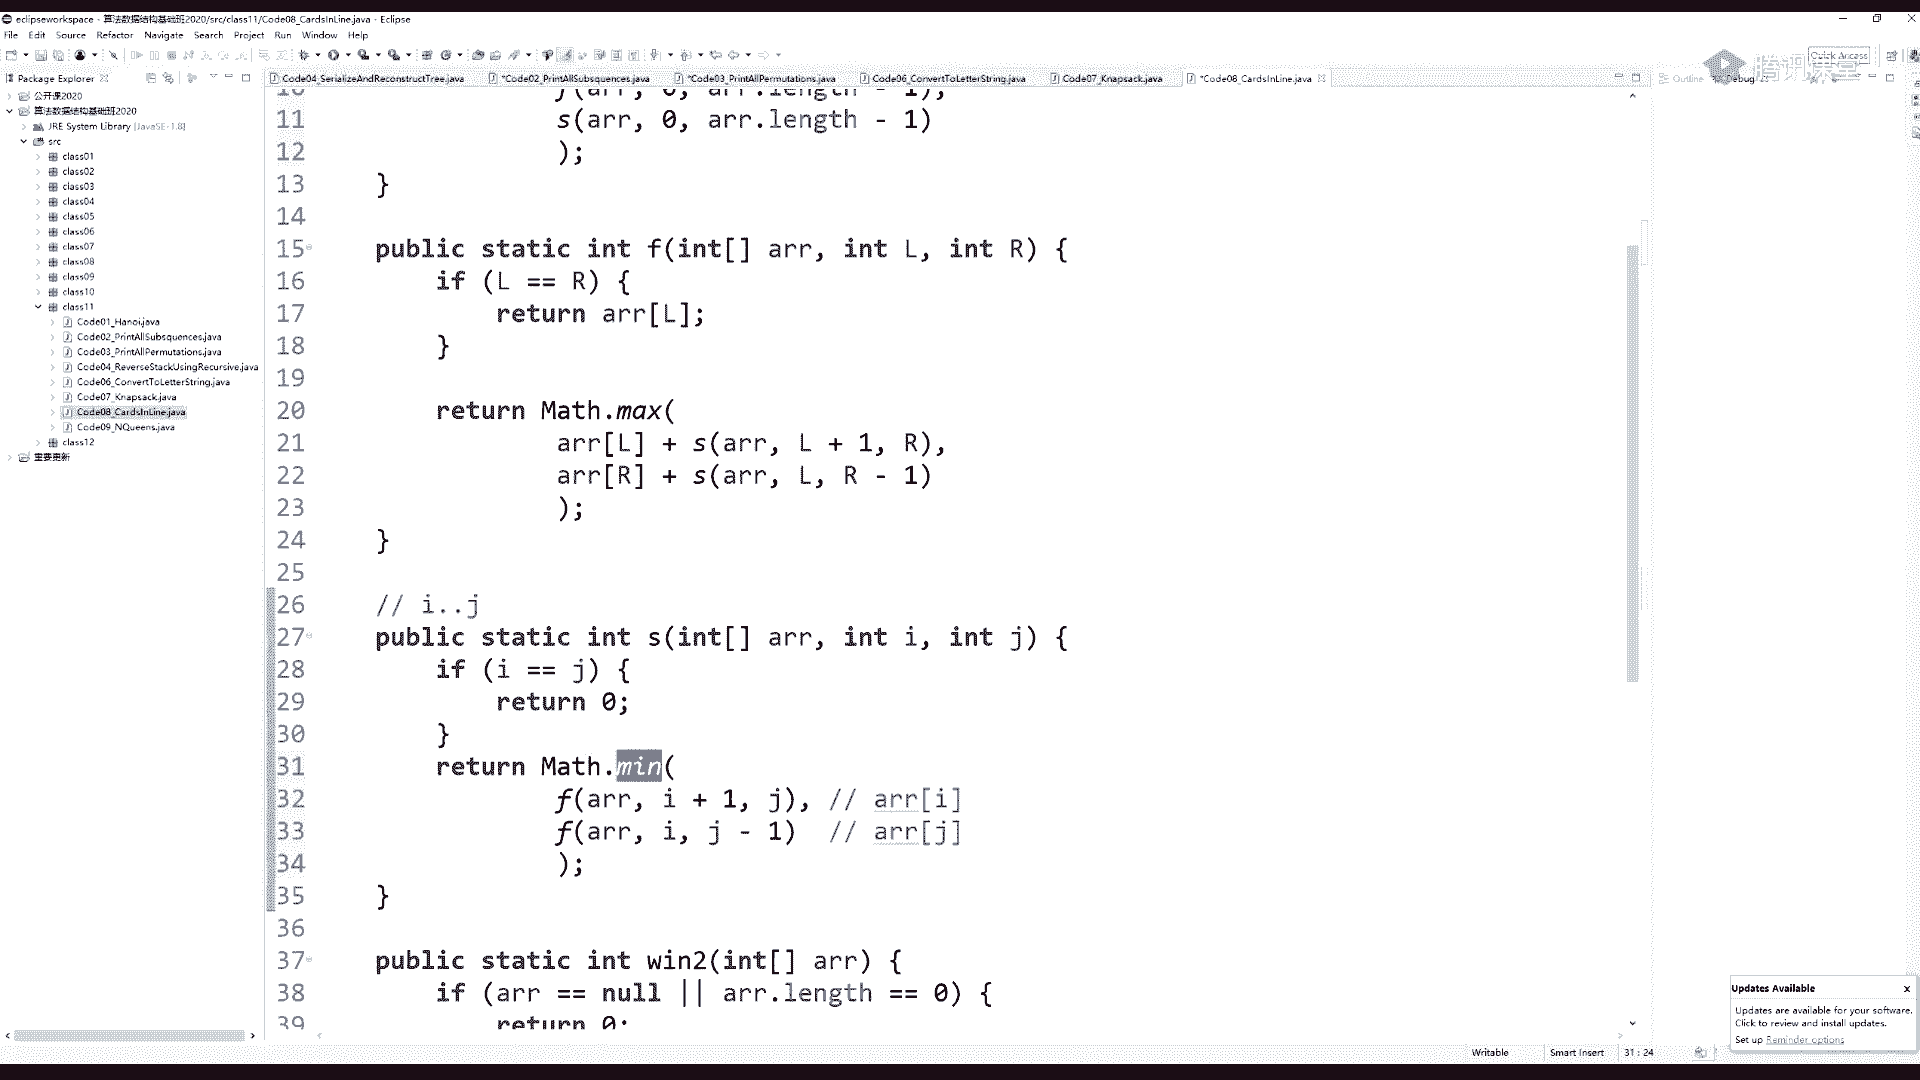 eclipseworkspace - 算法数据结构基础班2020/src/class11/Code08_CardsInLine.java - Eclipse
File Edit Source Refactor Navigate Search Project Run Window Help
Quick Access
腾讯课堂
Package Explorer
Code04_SerializeAndReconstructTree.java
*Code02_PrintAllSubsquences.java
*Code03_PrintAllPermutations.java
Code06_ConvertToLetterString.java
Code07_Knapsack.java
*Code08_CardsInLine.java
Outline
Debug
公开课2020
算法数据结构基础班2020
JRE System Library [JavaSE-1.8]
src
class01
class02
class03
class04
class05
class06
class07
class08
class09
class10
class11
Code01_Hanoi.java
Code02_PrintAllSubsquences.java
Code03_PrintAllPermutations.java
Code04_ReverseStackUsingRecursive.java
Code06_ConvertToLetterString.java
Code07_Knapsack.java
Code08_CardsInLine.java
Code09_NQueens.java
class12
重要更新
10 f(arr, 0, arr.length - 1),
11 s(arr, 0, arr.length - 1)
12 );
13 }
14
15 public static int f(int[] arr, int L, int R) {
16 if (L == R) {
17 return arr[L];
18 }
19
20 return Math.max(
21 arr[L] + s(arr, L + 1, R),
22 arr[R] + s(arr, L, R - 1)
23 );
24 }
25
26 // i..j
27 public static int s(int[] arr, int i, int j) {
28 if (i == j) {
29 return 0;
30 }
31 return Math.min(
32 f(arr, i + 1, j), // arr[i]
33 f(arr, i, j - 1) // arr[j]
34 );
35 }
36
37 public static int win2(int[] arr) {
38 if (arr == null || arr.length == 0) {
39 return 0;
Updates Available
Updates are available for your software.
Click to review and install updates.
Set up Reminder options
Writable Smart Insert 31 : 24